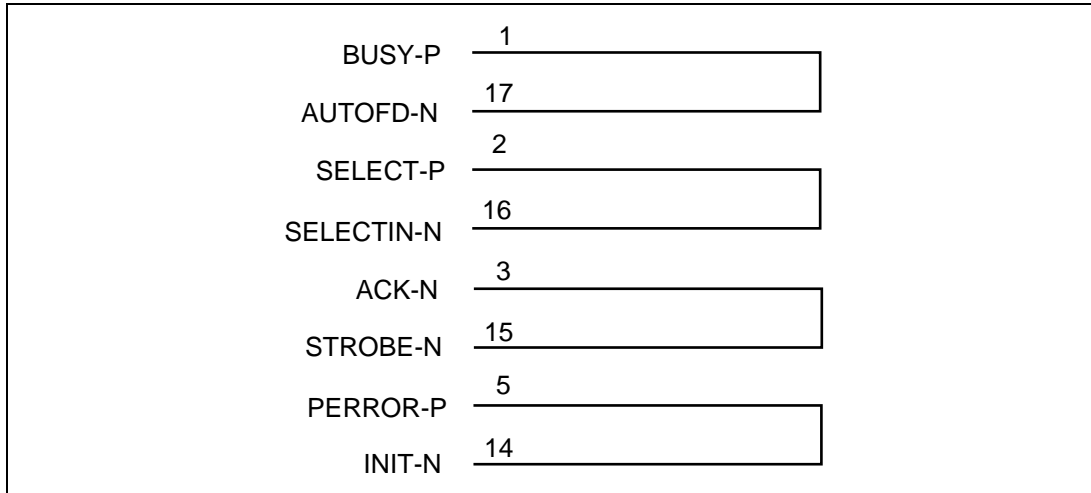 1
BUSY-P
17
AUTOFD-N
2
SELECT-P
16
SELECTIN-N
3
ACK-N
15
STROBE-N
5
PERROR-P
14
INIT-N